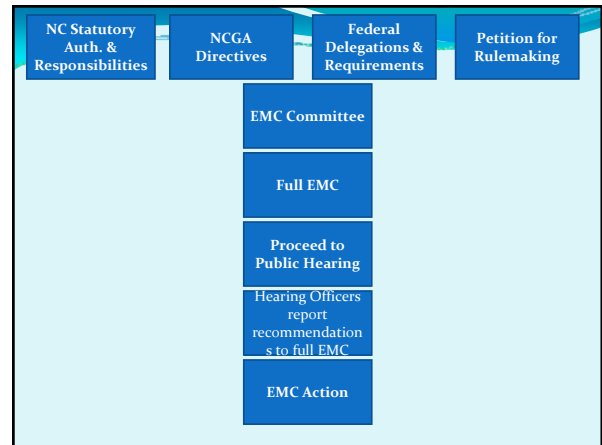 NC Statutory
Auth. &
Responsibilities
NCGA
Directives
Federal
Delegations &
Requirements
Petition for
Rulemaking
EMC Committee
Full EMC
Proceed to
Public Hearing
Hearing Officers
report
recommendation
s to full EMC
EMC Action